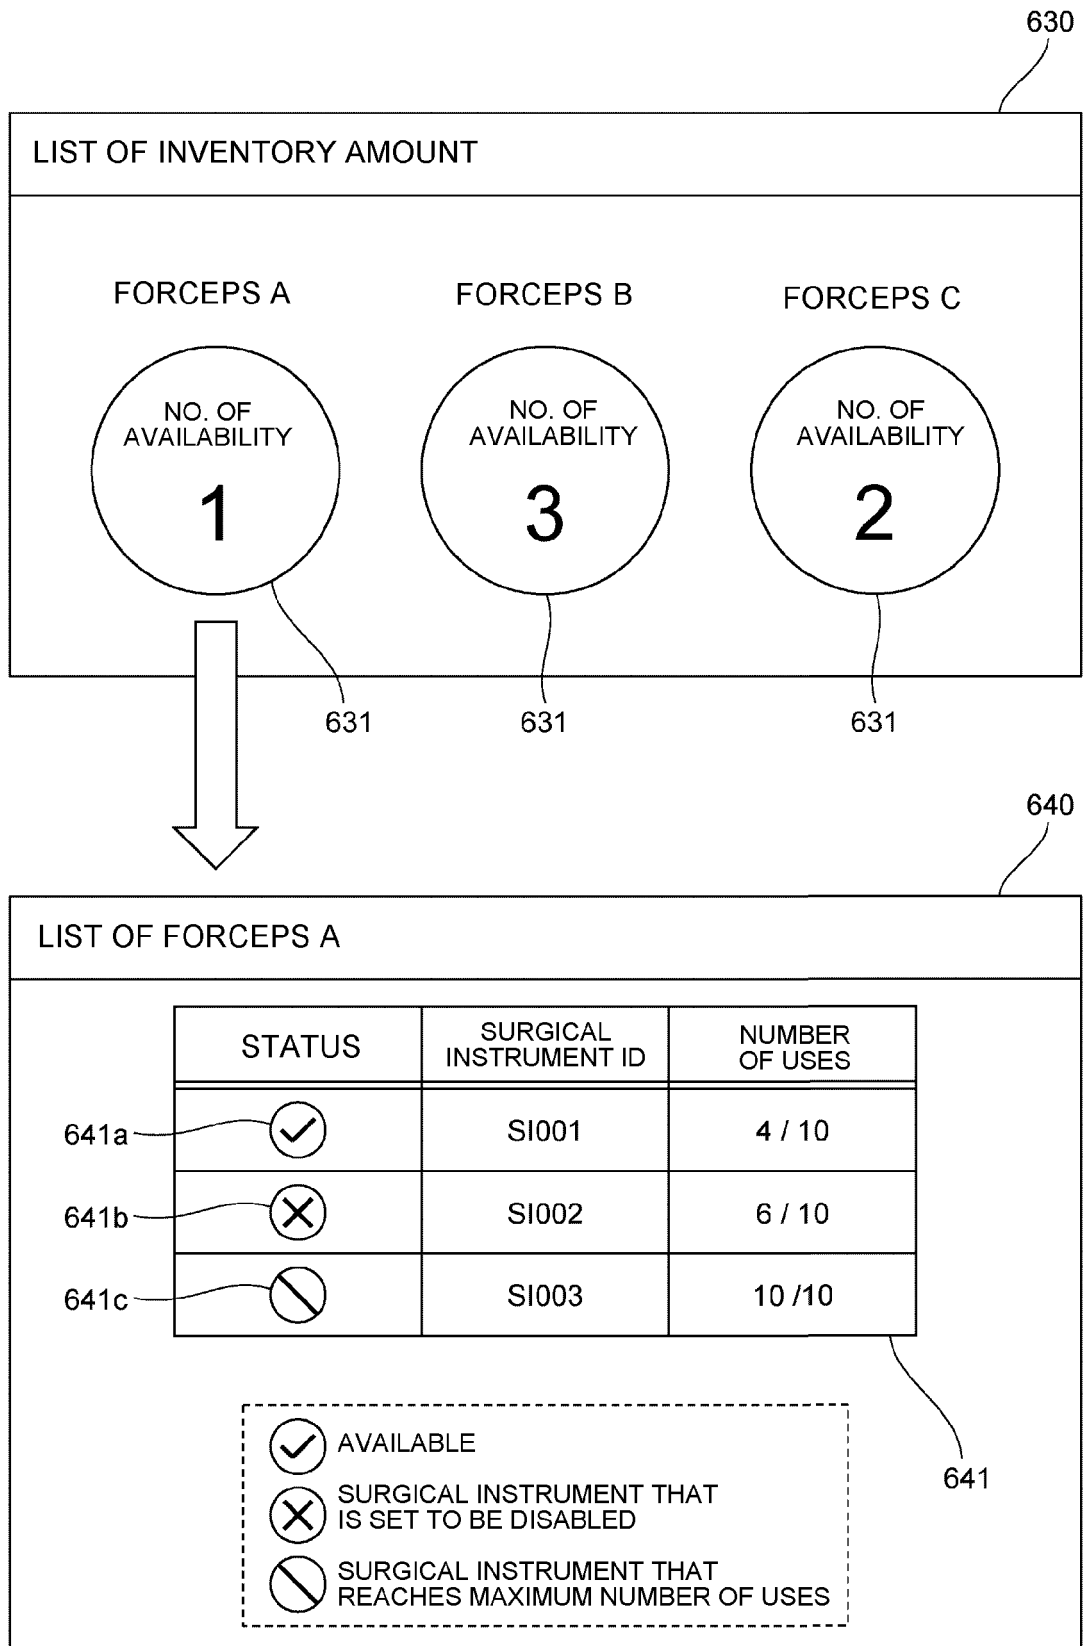 630
LIST OF INVENTORY AMOUNT
FORCEPS A
FORCEPS B
FORCEPS C
NO. OF
AVAILABILITY
1
NO. OF
AVAILABILITY
3
NO. OF
AVAILABILITY
2
631
631
631
640
LIST OF FORCEPS A
STATUS
SURGICAL
INSTRUMENT ID
NUMBER
OF USES
641a
SI001
4 / 10
641b
SI002
6 / 10
641c
SI003
10 /10
641
AVAILABLE
SURGICAL INSTRUMENT THAT
IS SET TO BE DISABLED
SURGICAL INSTRUMENT THAT
REACHES MAXIMUM NUMBER OF USES